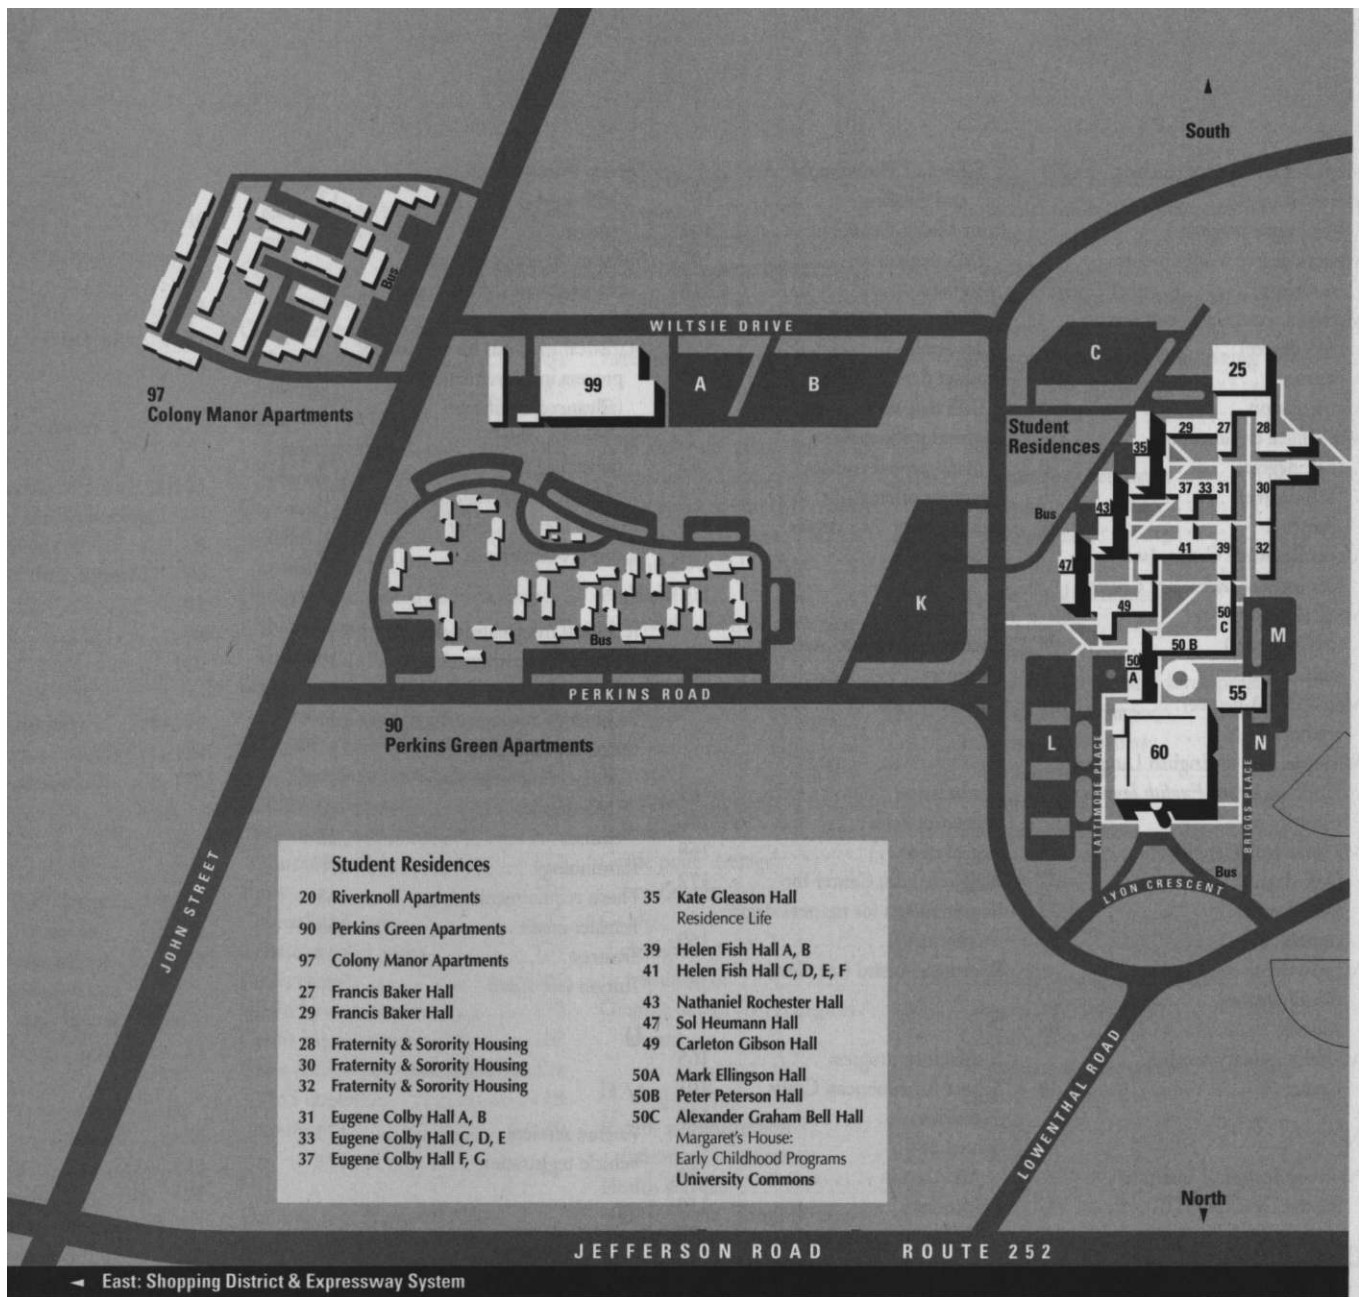 South
WILTSIE DRIVE
Bus
97
Colony Manor Apartments
99
A
B
C
25
Student
Residences
29
27
28
35
37
33
31
30
43
Bus
41
39
32
47
49
50
C
K
M
50 B
50
A
55
Bus
PERKINS ROAD
90
Perkins Green Apartments
L
60
N
LATTIMORE PLACE
BRIGGS PLACE
Bus
LYON CRESCENT
JOHN STREET
LOWENTHAL ROAD
Student Residences
20 Riverknoll Apartments
90 Perkins Green Apartments
97 Colony Manor Apartments
27 Francis Baker Hall
29 Francis Baker Hall
28 Fraternity & Sorority Housing
30 Fraternity & Sorority Housing
32 Fraternity & Sorority Housing
31 Eugene Colby Hall A, B
33 Eugene Colby Hall C, D, E
37 Eugene Colby Hall F, G
35 Kate Gleason Hall
Residence Life
39 Helen Fish Hall A, B
41 Helen Fish Hall C, D, E, F
43 Nathaniel Rochester Hall
47 Sol Heumann Hall
49 Carleton Gibson Hall
50A Mark Ellingson Hall
50B Peter Peterson Hall
50C Alexander Graham Bell Hall
Margaret's House:
Early Childhood Programs
University Commons
North
JEFFERSON ROAD ROUTE 252
◄ East: Shopping District & Expressway System